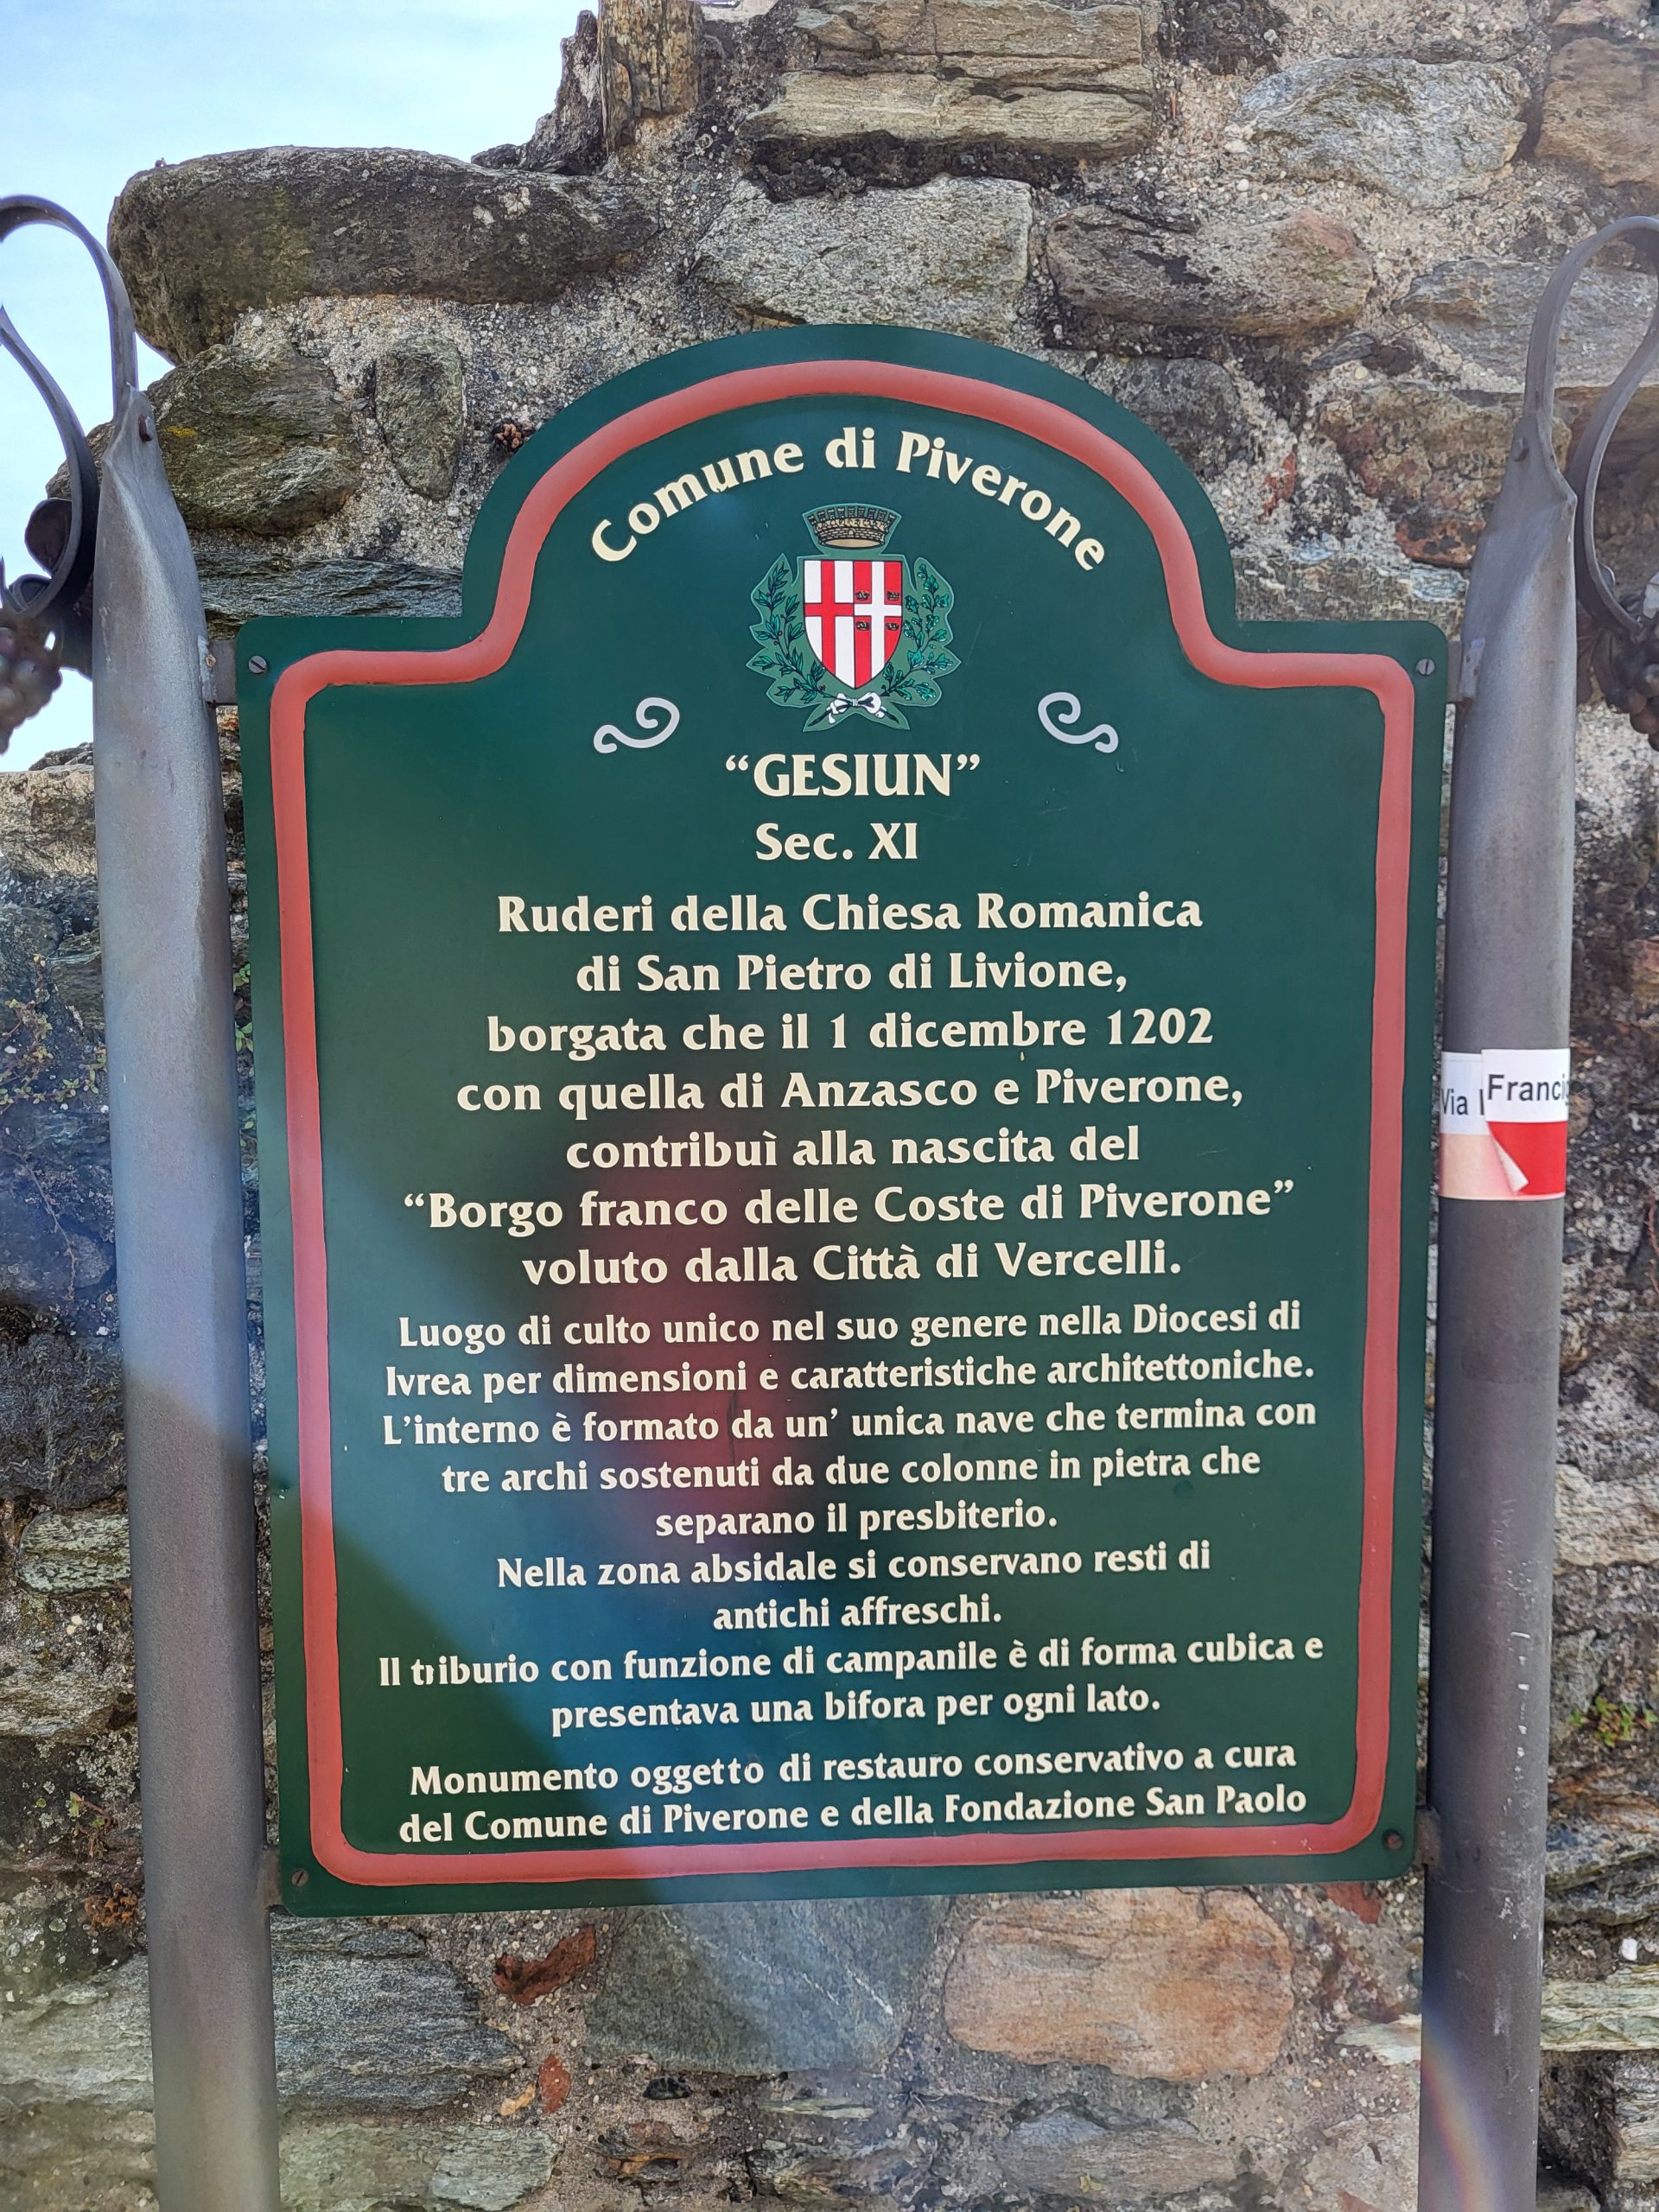 Comune di Piverone
“GESIUN”
Sec. XI
Ruderi della Chiesa Romanica
di San Pietro di Livione,
borgata che il 1 dicembre 1202
con quella di Anzasco e Piverone,
contribuì alla nascita del
“Borgo franco delle Coste di Piverone”
voluto dalla Città di Vercelli.
Luogo di culto unico nel suo genere nella Diocesi di
Ivrea per dimensioni e caratteristiche architettoniche.
L’interno è formato da un’ unica nave che termina con
tre archi sostenuti da due colonne in pietra che
separano il presbiterio.
Nella zona absidale si conservano resti di
antichi affreschi.
Il tiburio con funzione di campanile è di forma cubica e
presentava una bifora per ogni lato.
Monumento oggetto di restauro conservativo a cura
del Comune di Piverone e della Fondazione San Paolo
Via